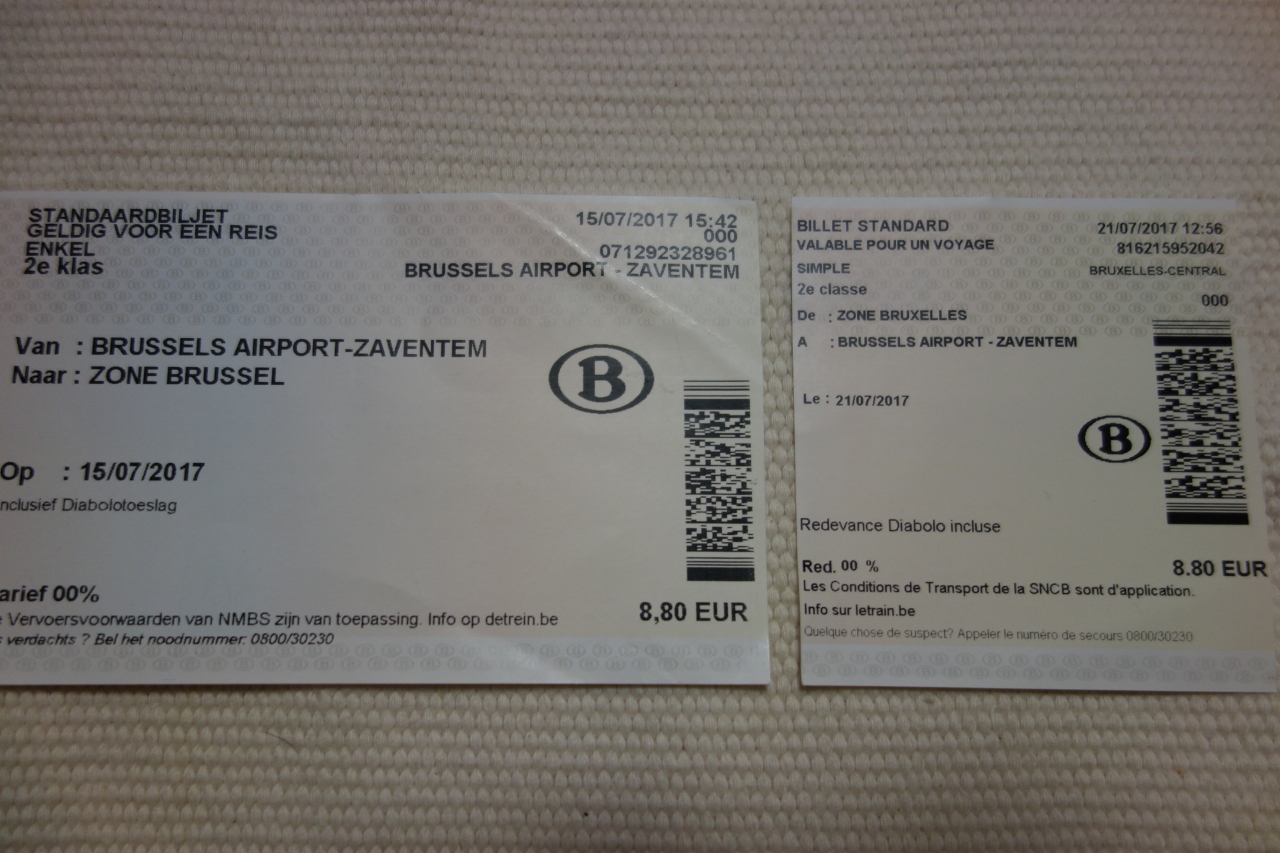 STANDAARDBILJET
GELDIG VOOR EEN REIS
ENKEL
2e klas
15/07/2017 15:42
000
071292328961
BRUSSELS AIRPORT - ZAVENTEM
Van : BRUSSELS AIRPORT-ZAVENTEM
Naar : ZONE BRUSSEL
B
Op : 15/07/2017
nclusief Diabolotoeslag
arief 00%
8,80 EUR
e Vervoersvoorwaarden van NMBS zijn van toepassing. Info op detrein.be
s verdachts ? Bel het noodnummer: 0800/30230
BILLET STANDARD
VALABLE POUR UN VOYAGE
SIMPLE
2e classe
21/07/2017 12:56
816215952042
BRUXELLES-CENTRAL
000
De : ZONE BRUXELLES
A : BRUSSELS AIRPORT - ZAVENTEM
Le : 21/07/2017
B
Redevance Diabolo incluse
Red. 00 %
8.80 EUR
Les Conditions de Transport de la SNCB sont d'application.
Info sur letrain.be
Quelque chose de suspect? Appeler le numéro de secours 0800/30230